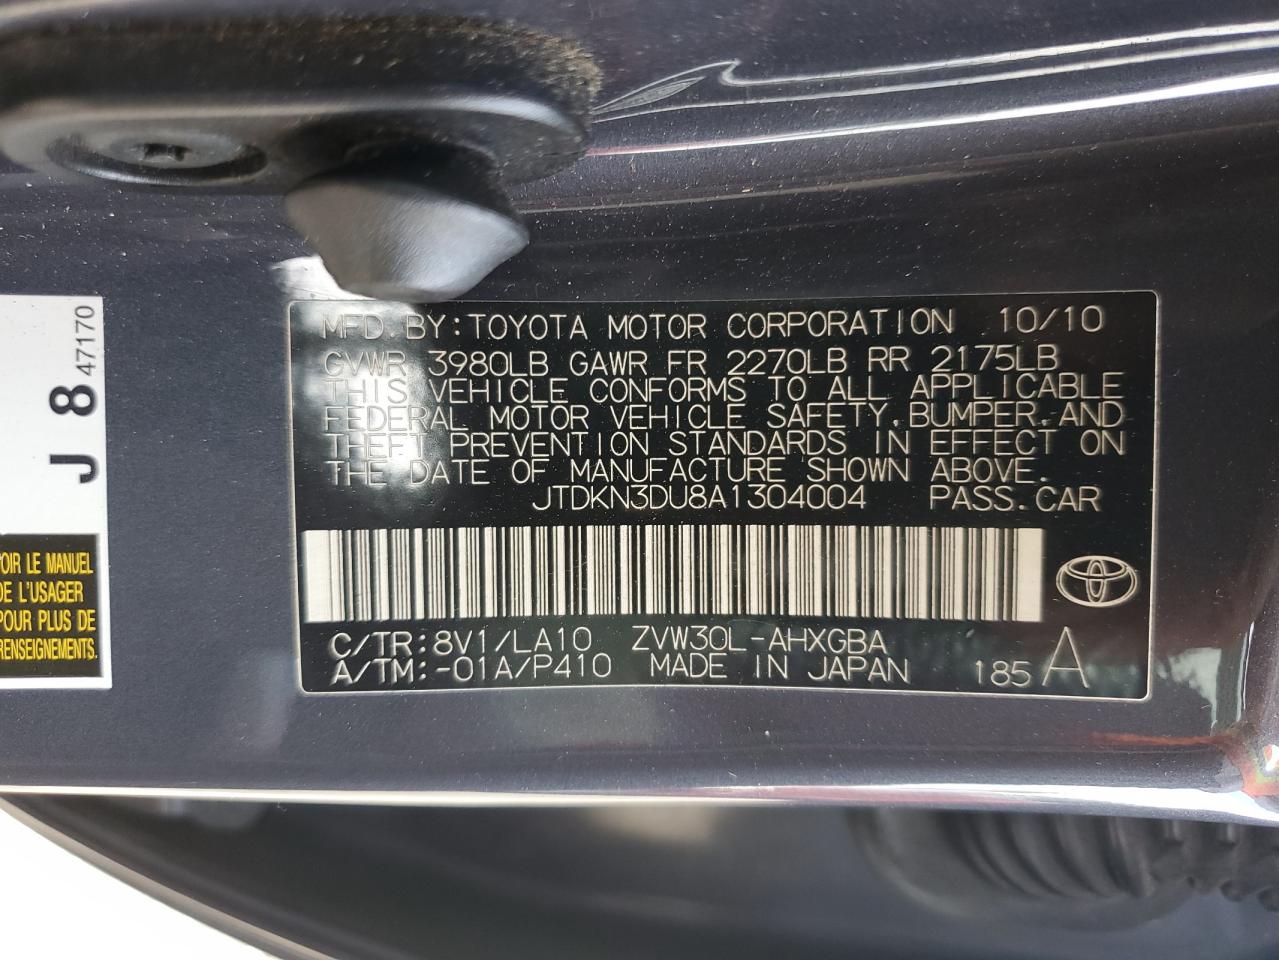 MFD. BY: TOYOTA MOTOR CORPORATION 10/10
GVWR 3980LB GAWR FR 2270LB RR 2175LB
THIS VEHICLE CONFORMS TO ALL APPLICABLE
FEDERAL MOTOR VEHICLE SAFETY, BUMPER, AND
THEFT PREVENTION STANDARDS IN EFFECT ON
THE DATE OF MANUFACTURE SHOWN ABOVE.
JTDKN3DU8A1304004 PASS. CAR
C/TR: 8V1/LA10 ZVW30L-AHXGBA
A/TM: -01A/P410 MADE IN JAPAN 185 A
J 8 47170
VOIR LE MANUEL
DE L'USAGER
POUR PLUS DE
RENSEIGNEMENTS.